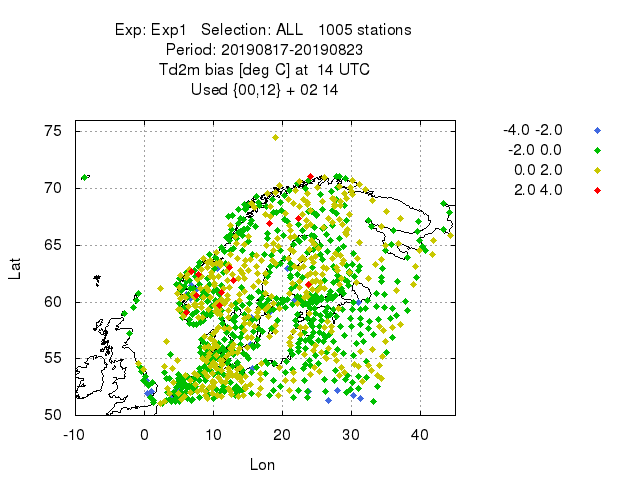 Exp: Exp1   Selection: ALL   1005 stations
Period: 20190817-20190823
Td2m bias [deg C] at  14 UTC
Used {00,12} + 02 14
-4.0 -2.0
-2.0 0.0
0.0 2.0
2.0 4.0
75
70
65
60
55
50
Lat
-10 0 10 20 30 40
Lon